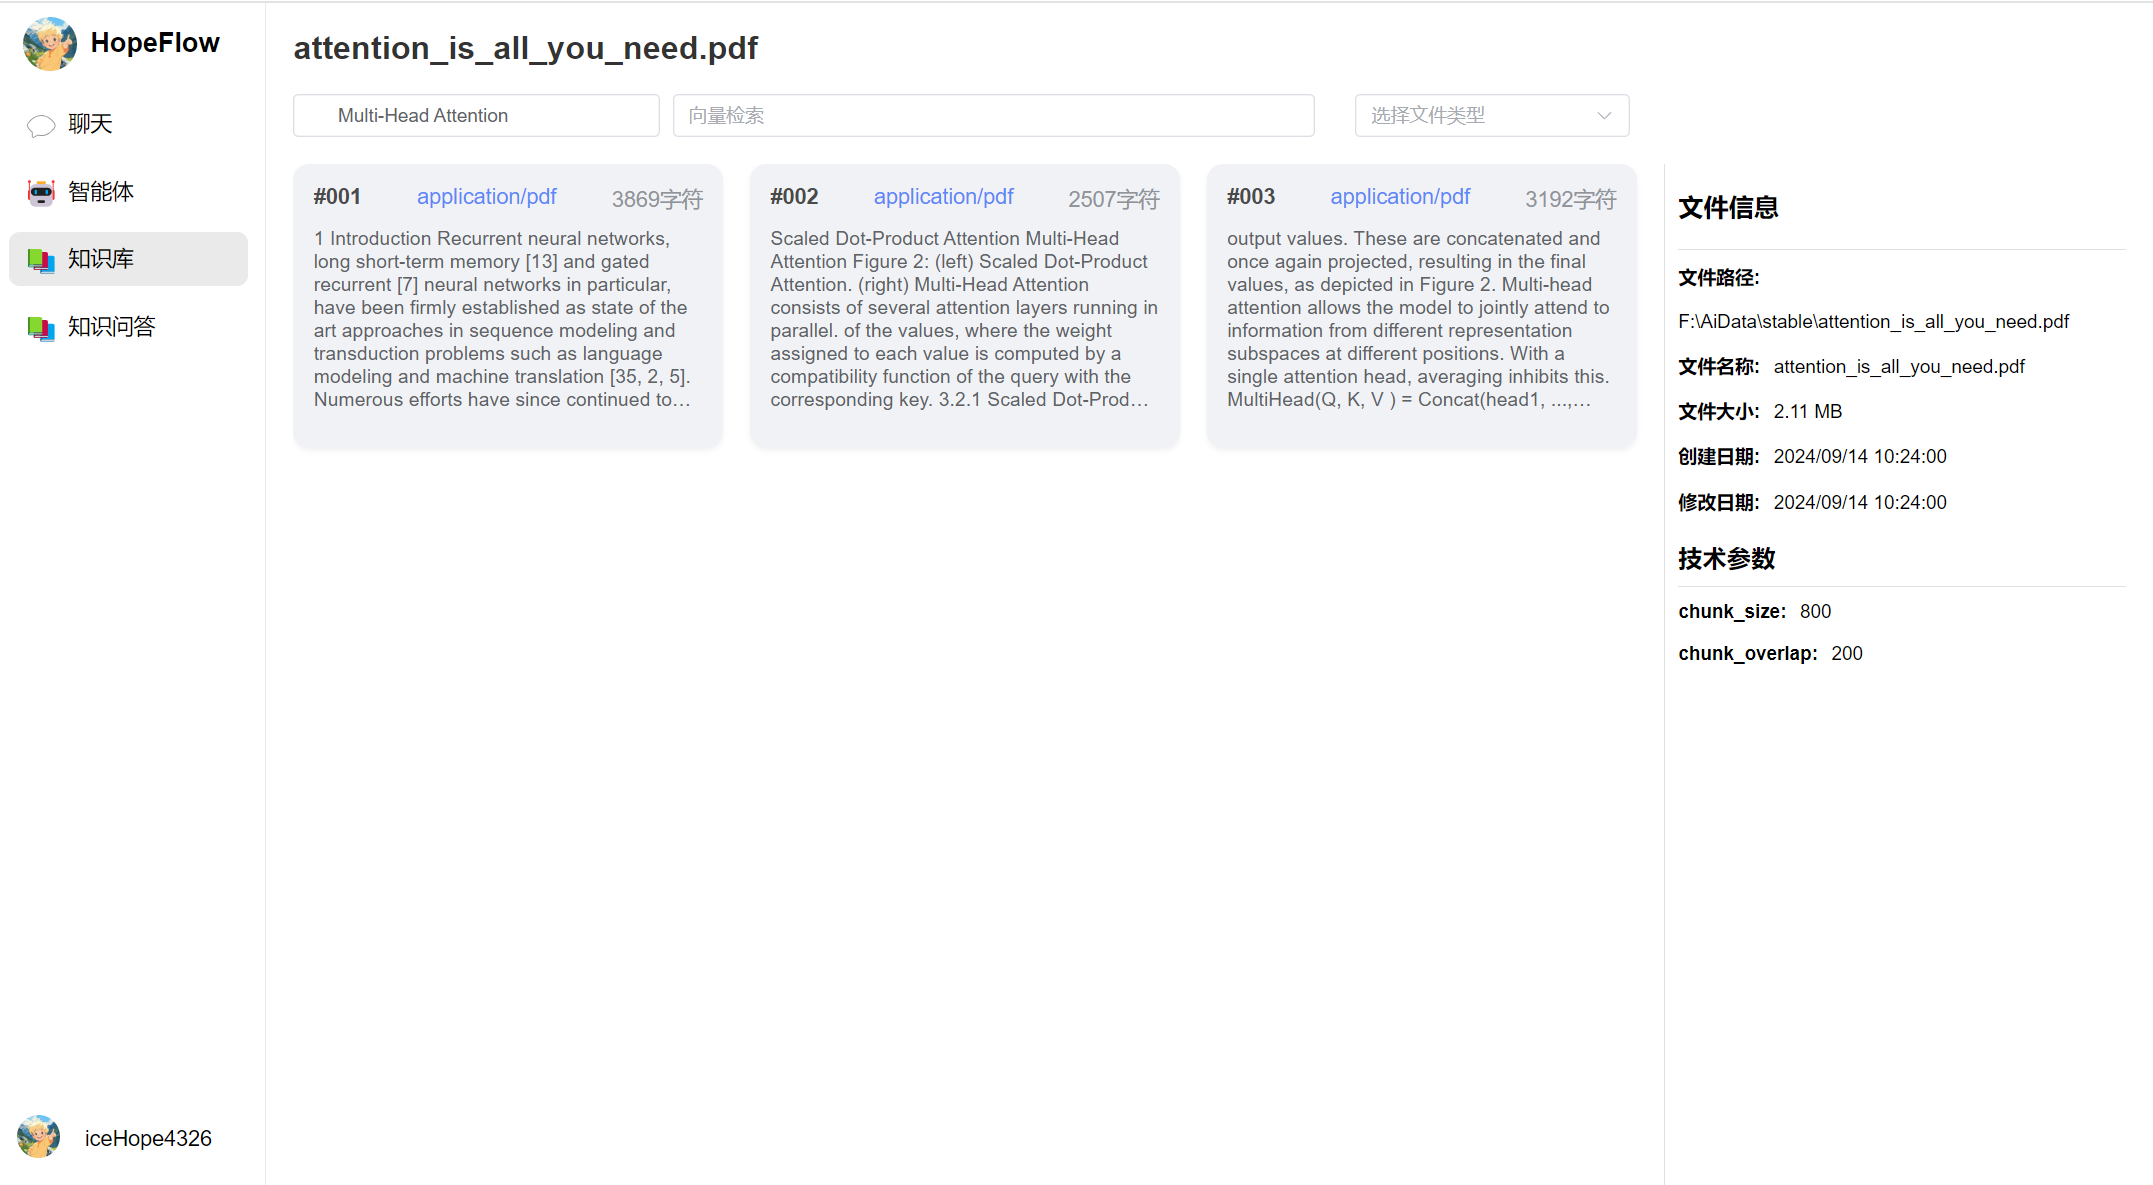 HopeFlow
聊天
智能体
知识库
知识问答
iceHope4326
attention_is_all_you_need.pdf
Multi-Head Attention
向量检索
选择文件类型
#001 application/pdf 3869字符
1 Introduction Recurrent neural networks,
long short-term memory [13] and gated
recurrent [7] neural networks in particular,
have been firmly established as state of the
art approaches in sequence modeling and
transduction problems such as language
modeling and machine translation [35, 2, 5].
Numerous efforts have since continued to…
#002 application/pdf 2507字符
Scaled Dot-Product Attention Multi-Head
Attention Figure 2: (left) Scaled Dot-Product
Attention. (right) Multi-Head Attention
consists of several attention layers running in
parallel. of the values, where the weight
assigned to each value is computed by a
compatibility function of the query with the
corresponding key. 3.2.1 Scaled Dot-Prod…
#003 application/pdf 3192字符
output values. These are concatenated and
once again projected, resulting in the final
values, as depicted in Figure 2. Multi-head
attention allows the model to jointly attend to
information from different representation
subspaces at different positions. With a
single attention head, averaging inhibits this.
MultiHead(Q, K, V ) = Concat(head1, ...,…
文件信息
文件路径:
F:\AiData\stable\attention_is_all_you_need.pdf
文件名称: attention_is_all_you_need.pdf
文件大小: 2.11 MB
创建日期: 2024/09/14 10:24:00
修改日期: 2024/09/14 10:24:00
技术参数
chunk_size: 800
chunk_overlap: 200